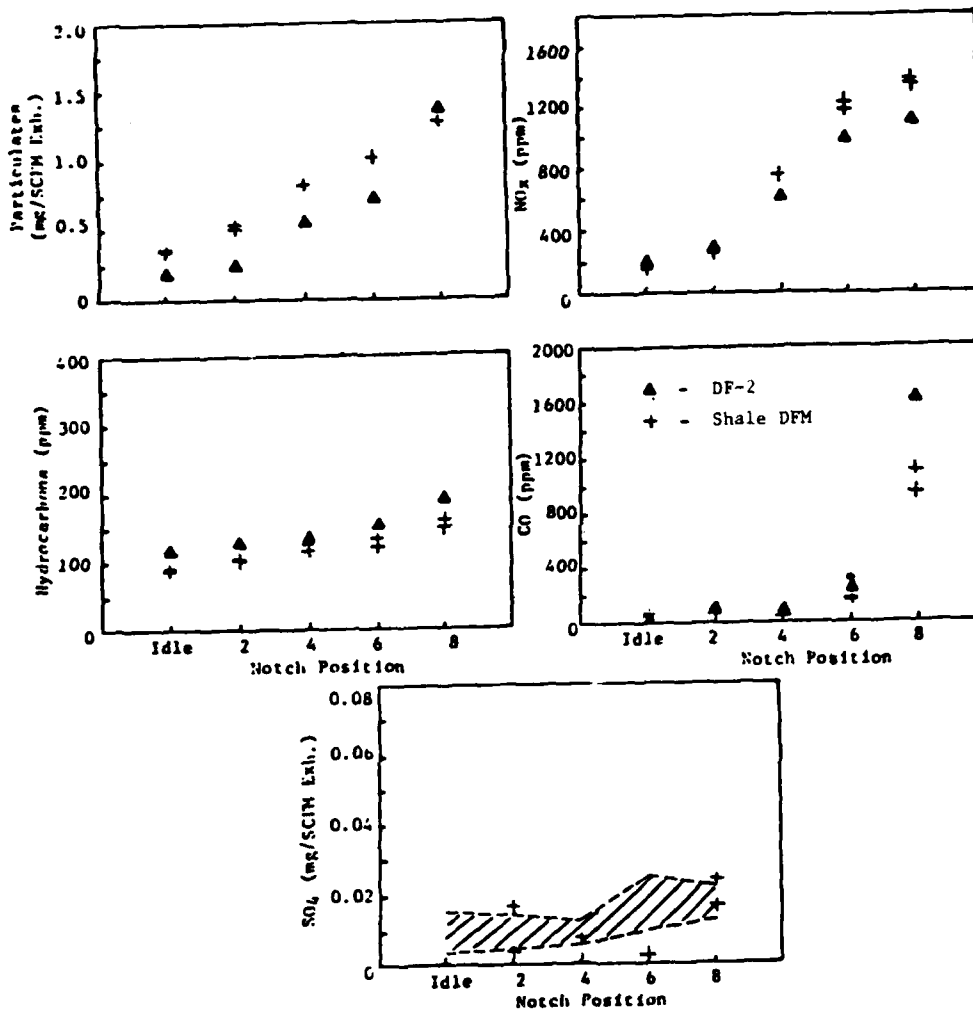 2.0
1.5
1.0
0.5
0
Particulates
(mg/SCFM Exh.)
1600
1200
800
400
0
NOx (ppm)
400
300
200
100
0
Hydrocarbons (ppm)
Idle 2 4 6 8
Notch Position
2000
1600
1200
800
400
0
CO (ppm)
▲ - DF-2
+ - Shale DFM
Idle 2 4 6 8
Notch Position
0.08
0.06
0.04
0.02
0
SO4 (mg/SCFM Exh.)
Idle 2 4 6 8
Notch Position